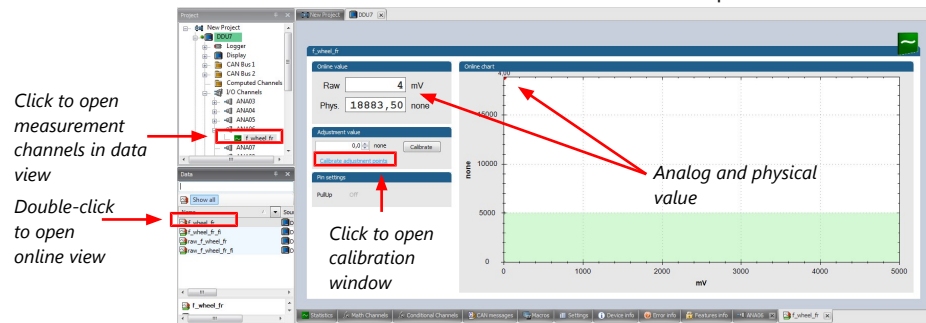 Project
New Project
DDU7
New Project
DDU7
Logger
Display
CAN Bus 1
CAN Bus 2
Computed Channels
I/O Channels
ANA03
ANA04
ANA05
ANA06
f_wheel_fr
ANA07
Click to open
measurement
channels in data
view
Data
Show all
Name
Sour
f_wheel_fr
f_wheel_fr_fi
raw_f_wheel_fr
raw_f_wheel_fr_fi
f_wheel_fr
Double-click
to open
online view
f_wheel_fr
Online value
Raw 4 mV
Phys. 18883,50 none
Adjustment value
0,0 none Calibrate
Calibrate adjustment points
Pin settings
PullUp Off
Click to open
calibration
window
Online chart
4,00
15000
10000
5000
0
none
0 1000 2000 3000 4000 5000
mV
Analog and physical
value
Statistics Math Channels Conditional Channels CAN messages Macros Settings Device info Error info Features info ANA06 f_wheel_fr